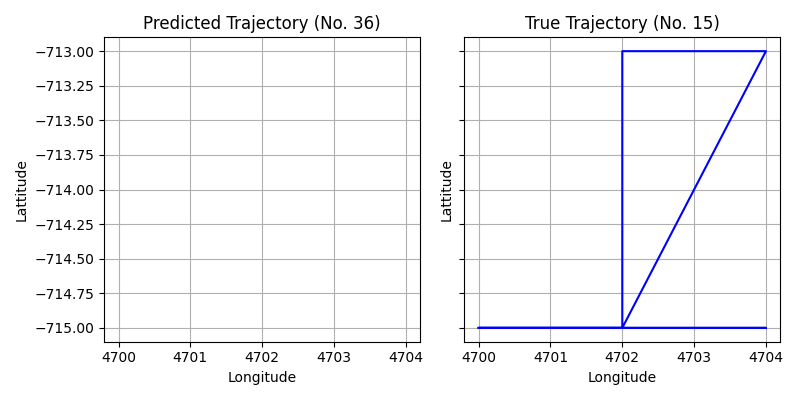 Predicted Trajectory (No. 36)
True Trajectory (No. 15)
−713.00
−713.25
−713.50
−713.75
−714.00
−714.25
−714.50
−714.75
−715.00
Lattitude
Lattitude
4700 4701 4702 4703 4704
4700 4701 4702 4703 4704
Longitude
Longitude